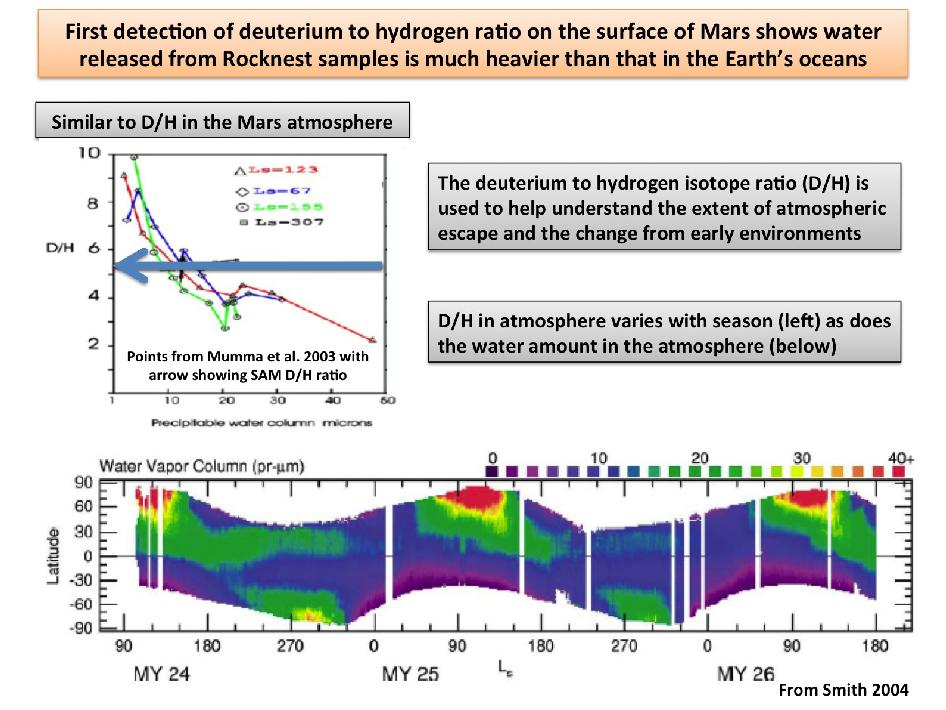 First detection of deuterium to hydrogen ratio on the surface of Mars shows water
released from Rocknest samples is much heavier than that in the Earth's oceans
Similar to D/H in the Mars atmosphere
10
8
D/H 6
4
2
Ls=123
Ls=67
Ls=155
Ls=307
Points from Mumma et al. 2003 with
arrow showing SAM D/H ratio
1 10 20 30 40 50
Precipitable water column microns
The deuterium to hydrogen isotope ratio (D/H) is
used to help understand the extent of atmospheric
escape and the change from early environments
D/H in atmosphere varies with season (left) as does
the water amount in the atmosphere (below)
Water Vapor Column (pr-μm)
0 10 20 30 40+
Latitude
90
60
30
0
-30
-60
-90
90 180 270 0 90 180 270 0 90 180
MY 24 MY 25 Ls MY 26
From Smith 2004